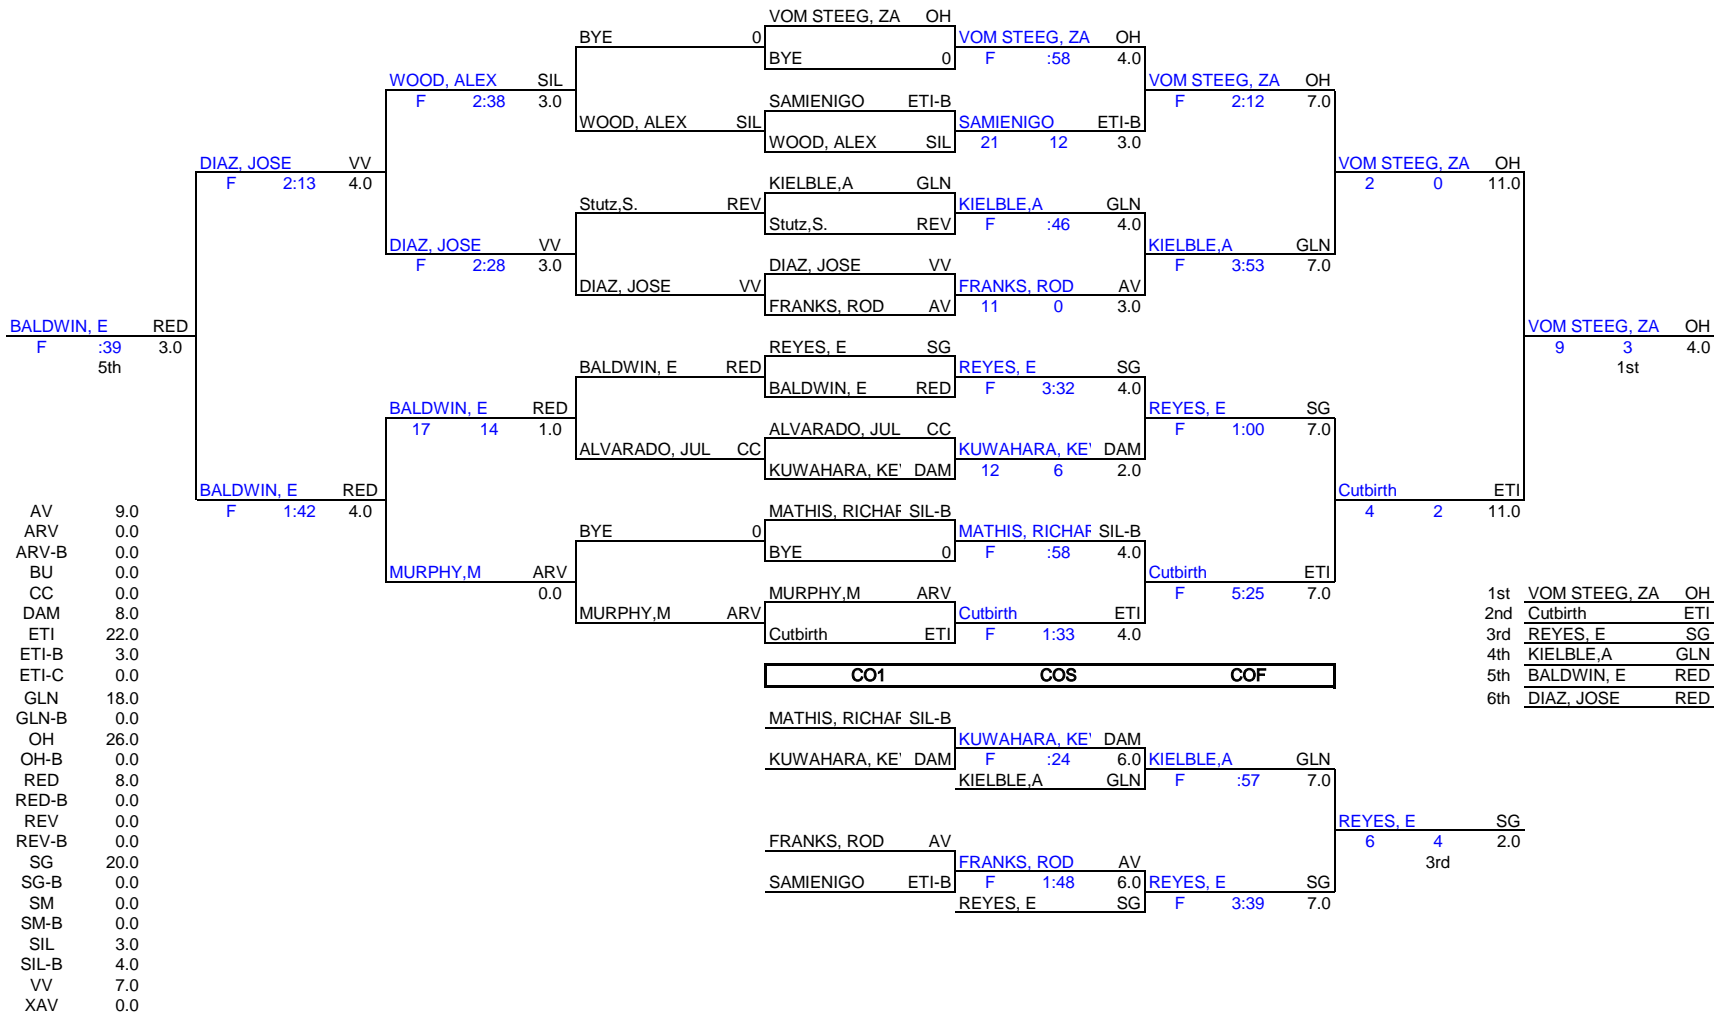 VOM STEEG, ZA OH
BYE 0 VOM STEEG, ZA OH
BYE 0 F :58 4.0
WOOD, ALEX SIL VOM STEEG, ZA OH
F 2:38 3.0 SAMIENIGO ETI-B F 2:12 7.0
WOOD, ALEX SIL SAMIENIGO ETI-B
WOOD, ALEX SIL 21 12 3.0
DIAZ, JOSE VV VOM STEEG, ZA OH
F 2:13 4.0 KIELBLE,A GLN 2 0 11.0
Stutz,S. REV KIELBLE,A GLN
Stutz,S. REV F :46 4.0
DIAZ, JOSE VV KIELBLE,A GLN
F 2:28 3.0 DIAZ, JOSE VV F 3:53 7.0
DIAZ, JOSE VV FRANKS, ROD AV
FRANKS, ROD AV 11 0 3.0
BALDWIN, E RED VOM STEEG, ZA OH
F :39 3.0 REYES, E SG 9 3 4.0
5th BALDWIN, E RED REYES, E SG 1st
BALDWIN, E RED F 3:32 4.0
BALDWIN, E RED REYES, E SG
17 14 1.0 ALVARADO, JUL CC F 1:00 7.0
ALVARADO, JUL CC KUWAHARA, KE' DAM
KUWAHARA, KE' DAM 12 6 2.0
BALDWIN, E RED Cutbirth ETI
F 1:42 4.0 MATHIS, RICHAF SIL-B 4 2 11.0
BYE 0 MATHIS, RICHAF SIL-B
BYE 0 F :58 4.0
MURPHY,M ARV Cutbirth ETI
0.0 MURPHY,M ARV F 5:25 7.0
MURPHY,M ARV Cutbirth ETI
Cutbirth ETI F 1:33 4.0
CO1 COS COF
MATHIS, RICHAF SIL-B
KUWAHARA, KE' DAM
KUWAHARA, KE' DAM F :24 6.0 KIELBLE,A GLN
KIELBLE,A GLN F :57 7.0
REYES, E SG
FRANKS, ROD AV 6 4 2.0
FRANKS, ROD AV 3rd
SAMIENIGO ETI-B F 1:48 6.0 REYES, E SG
REYES, E SG F 3:39 7.0
AV 9.0
ARV 0.0
ARV-B 0.0
BU 0.0
CC 0.0
DAM 8.0
ETI 22.0
ETI-B 3.0
ETI-C 0.0
GLN 18.0
GLN-B 0.0
OH 26.0
OH-B 0.0
RED 8.0
RED-B 0.0
REV 0.0
REV-B 0.0
SG 20.0
SG-B 0.0
SM 0.0
SM-B 0.0
SIL 3.0
SIL-B 4.0
VV 7.0
XAV 0.0
1st VOM STEEG, ZA OH
2nd Cutbirth ETI
3rd REYES, E SG
4th KIELBLE,A GLN
5th BALDWIN, E RED
6th DIAZ, JOSE RED